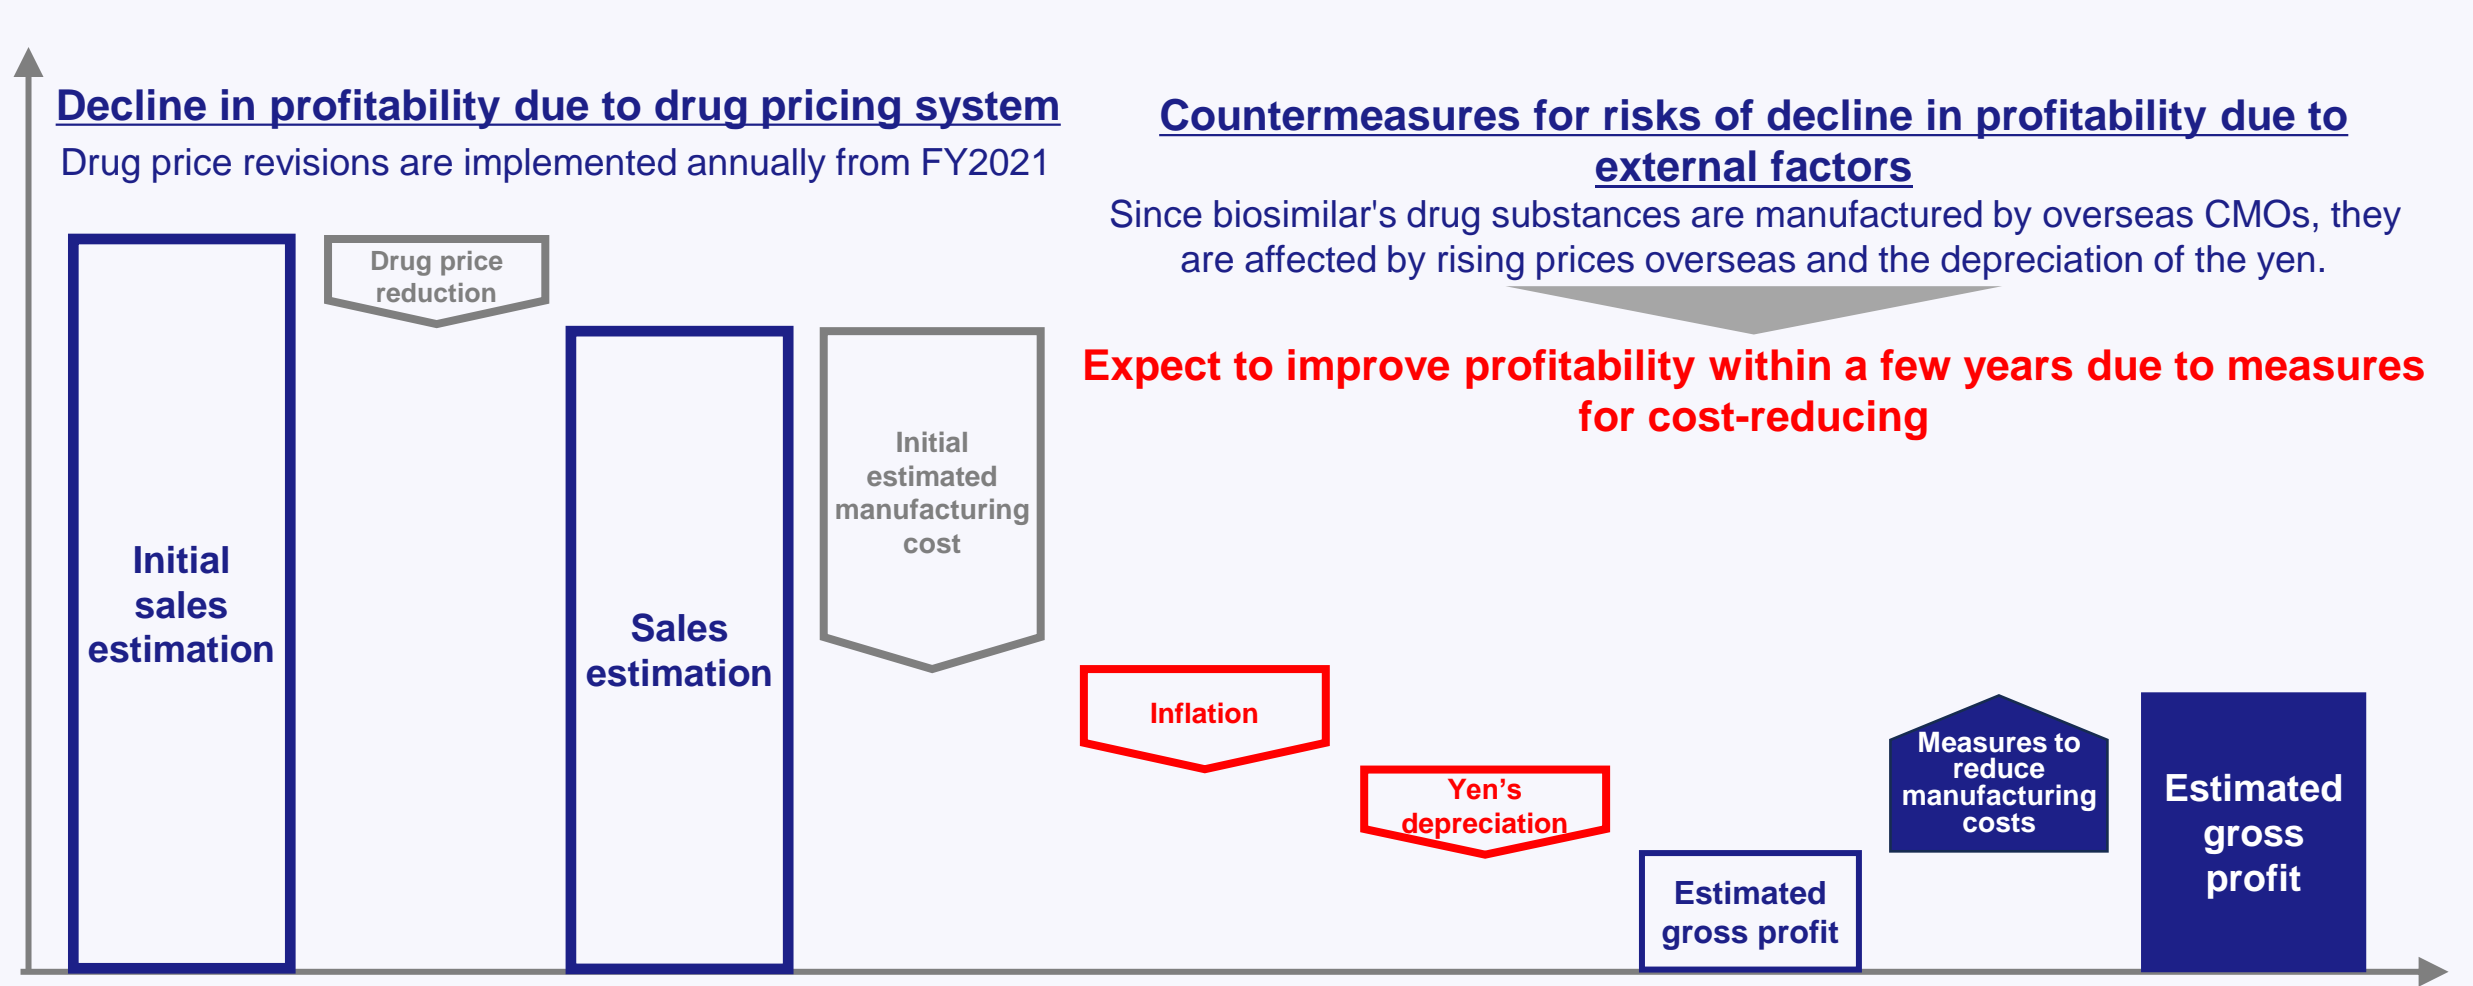 Decline in profitability due to drug pricing system
Drug price revisions are implemented annually from FY2021
Countermeasures for risks of decline in profitability due to
external factors
Since biosimilar's drug substances are manufactured by overseas CMOs, they
are affected by rising prices overseas and the depreciation of the yen.
Expect to improve profitability within a few years due to measures
for cost-reducing
Initial
sales
estimation
Drug price
reduction
Sales
estimation
Initial
estimated
manufacturing
cost
Inflation
Yen’s
depreciation
Estimated
gross profit
Measures to
reduce
manufacturing
costs
Estimated
gross
profit